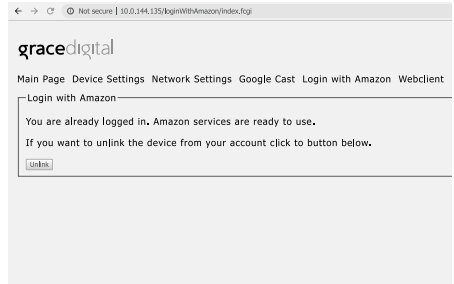 Not secure | 10.0.144.135/loginWithAmazon/index.fcgi
gracedigital
Main Page Device Settings Network Settings Google Cast Login with Amazon Webclient
Login with Amazon
You are already logged in. Amazon services are ready to use.
If you want to unlink the device from your account click to button below.
Unlink